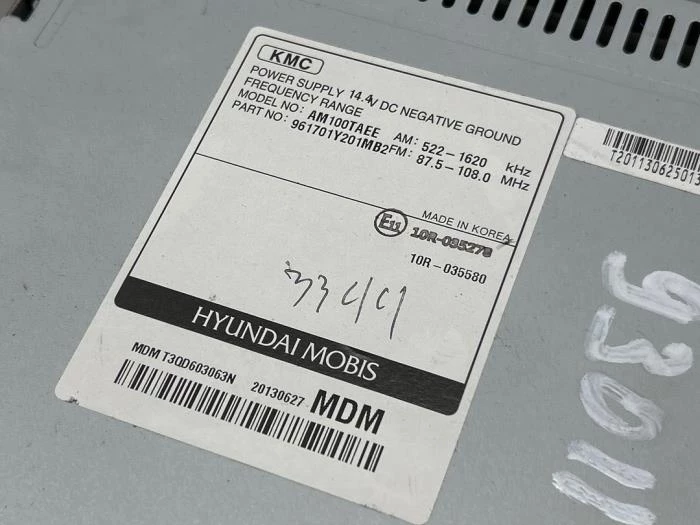 KMC
POWER SUPPLY 14.4V DC NEGATIVE GROUND
FREQUENCY RANGE AM: 522-1620 kHz
MODEL NO: AM100TAEE FM: 87.5-108.0 MHz
PART NO: 961701Y201MB2
MADE IN KOREA
E11 10R-035278
10R-035580
HYUNDAI MOBIS
MDM T3QD603063N 20130627 MDM
T201130625013